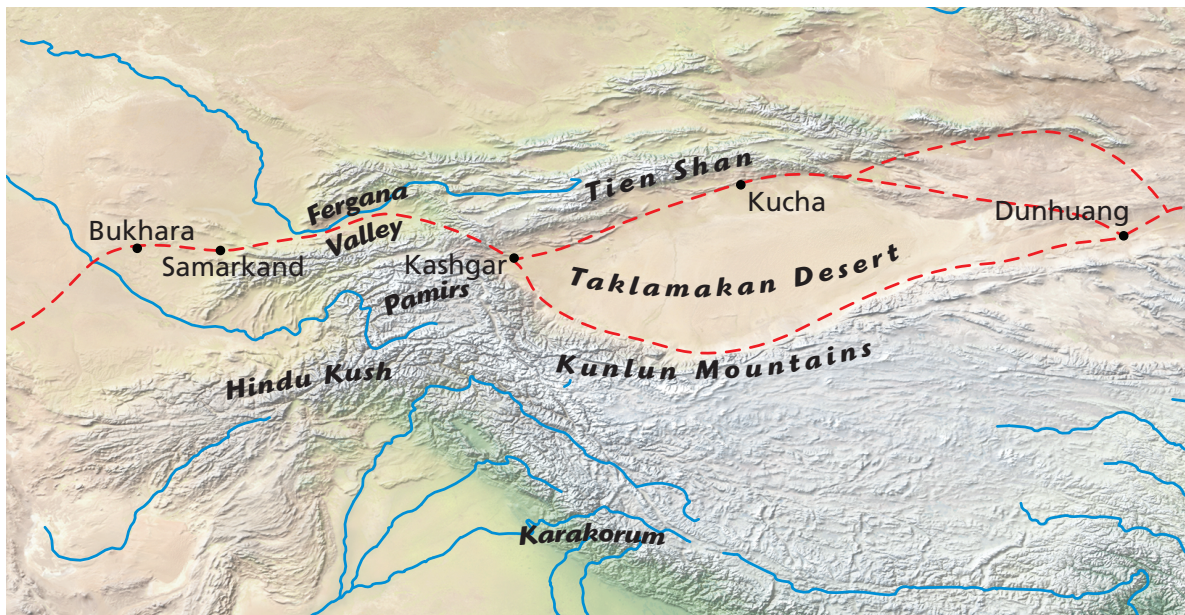 Tien Shan
Fergana
Valley
Kucha
Dunhuang
Bukhara
Samarkand
Kashgar
Taklamakan Desert
Pamirs
Kunlun Mountains
Hindu Kush
Karakorum